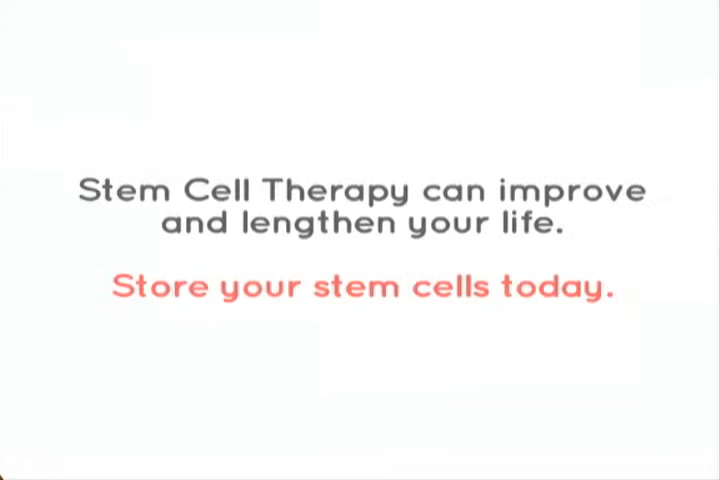 Stem Cell Therapy can improve
and lengthen your life.
Store your stem cells today.